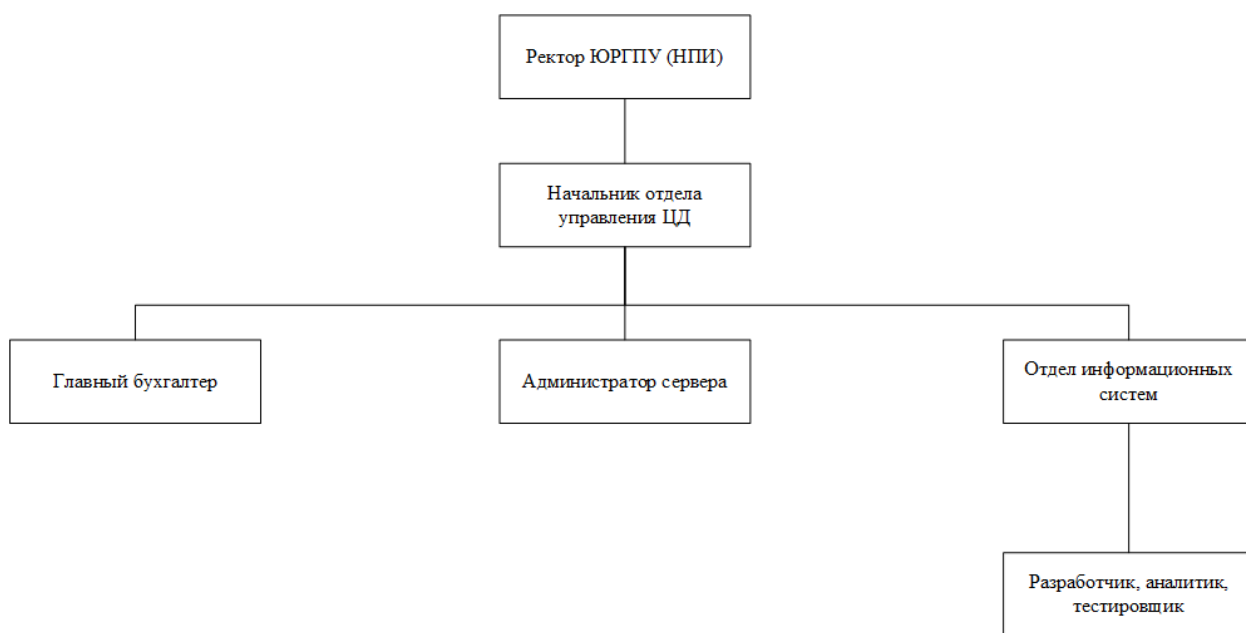 Ректор ЮРГПУ (НПИ)
Начальник отдела
управления ЦД
Главный бухгалтер
Администратор сервера
Отдел информационных
систем
Разработчик, аналитик,
тестировщик